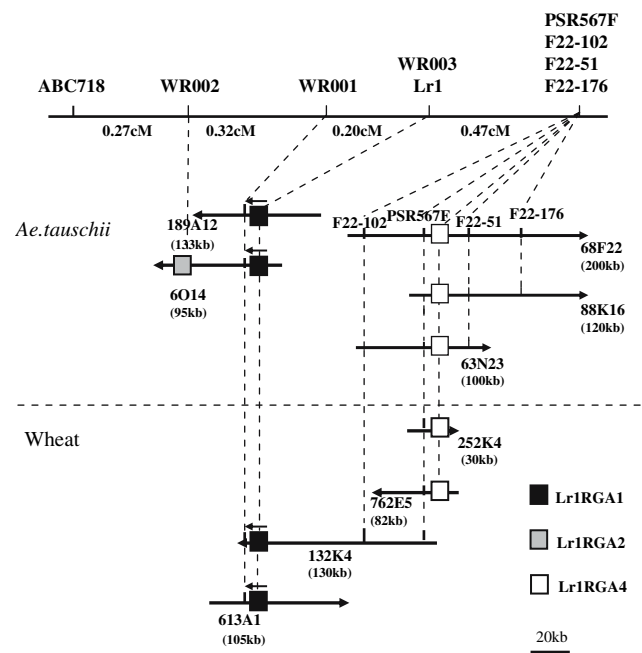 PSR567F
F22-102
F22-51
F22-176
WR003
Lr1
ABC718 WR002 WR001
0.27cM 0.32cM 0.20cM 0.47cM
Ae.tauschii
189A12
(133kb)
F22-102 PSR567F F22-51 F22-176
68F22
(200kb)
6O14
(95kb)
88K16
(120kb)
63N23
(100kb)
Wheat
252K4
(30kb)
762E5
(82kb)
132K4
(130kb)
613A1
(105kb)
Lr1RGA1
Lr1RGA2
Lr1RGA4
20kb